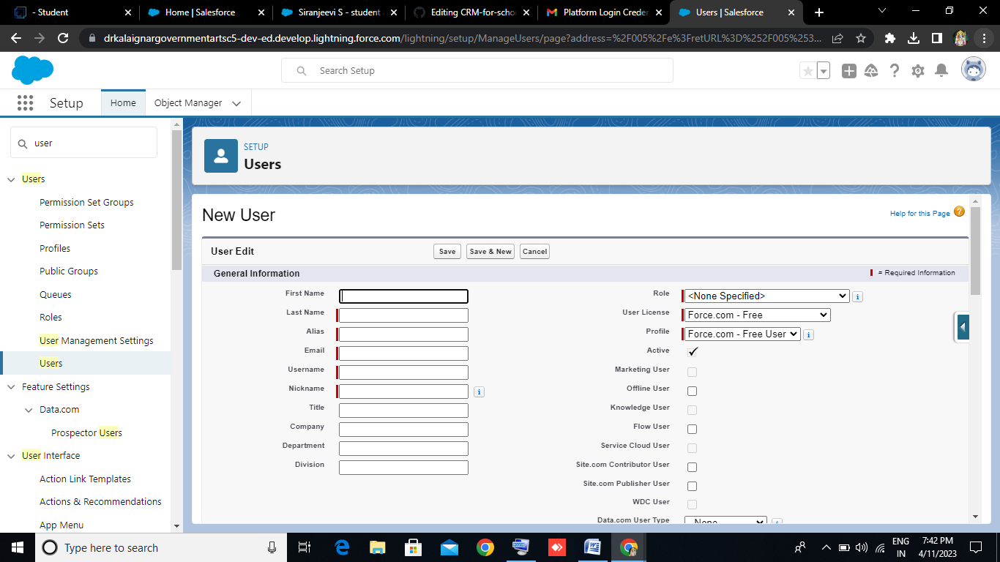 - Student
Home | Salesforce
Siranjeevi S - student
Editing CRM-for-scho
Platform Login Creder
Users | Salesforce
drkalaignargovernmentartsc5-dev-ed.develop.lightning.force.com/lightning/setup/ManageUsers/page?address=%2F005%2Fe%3FretURL%3D%252F005%253...
Search Setup
Setup
Home
Object Manager
user
Users
Permission Set Groups
Permission Sets
Profiles
Public Groups
Queues
Roles
User Management Settings
Users
Feature Settings
Data.com
Prospector Users
User Interface
Action Link Templates
Actions & Recommendations
App Menu
SETUP
Users
New User
Help for this Page
User Edit
Save
Save & New
Cancel
General Information
= Required Information
First Name
Last Name
Alias
Email
Username
Nickname
Title
Company
Department
Division
Role <None Specified>
User License Force.com - Free
Profile Force.com - Free User
Active
Marketing User
Offline User
Knowledge User
Flow User
Service Cloud User
Site.com Contributor User
Site.com Publisher User
WDC User
Data.com User Type --None--
Type here to search
ENG
IN
7:42 PM
4/11/2023